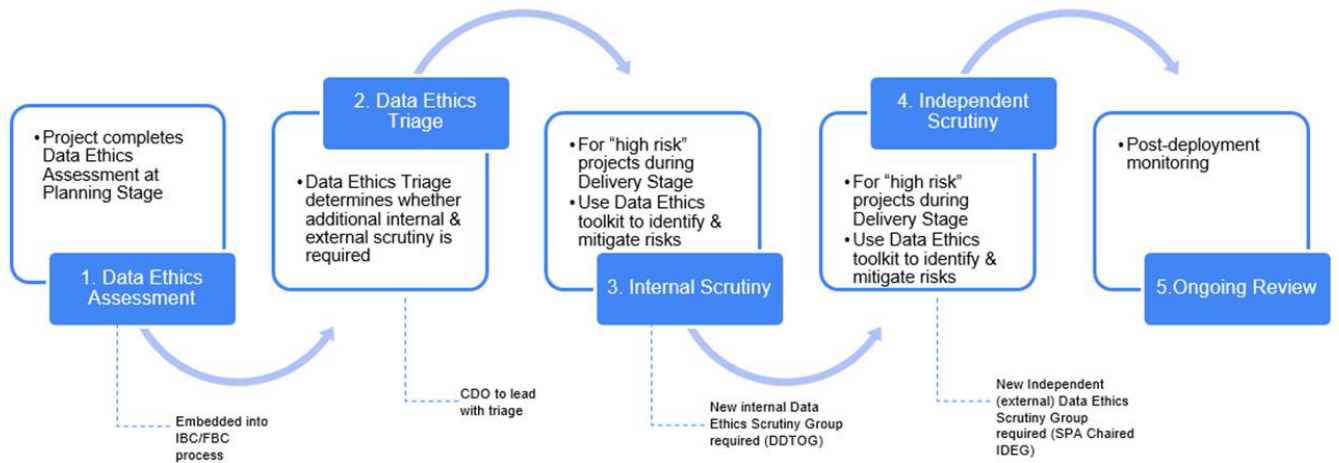 • Project completes
Data Ethics
Assessment at
Planning Stage
1. Data Ethics
Assessment
Embedded into
IBC/FBC
process
2. Data Ethics
Triage
• Data Ethics Triage
determines whether
additional internal &
external scrutiny is
required
CDO to lead
with triage
• For “high risk”
projects during
Delivery Stage
• Use Data Ethics
toolkit to identify &
mitigate risks
3. Internal Scrutiny
New internal Data
Ethics Scrutiny Group
required (DDTOG)
4. Independent
Scrutiny
• For “high risk”
projects during
Delivery Stage
• Use Data Ethics
toolkit to identify &
mitigate risks
New Independent
(external) Data Ethics
Scrutiny Group
required (SPA Chaired
IDEG)
• Post-deployment
monitoring
5.Ongoing Review